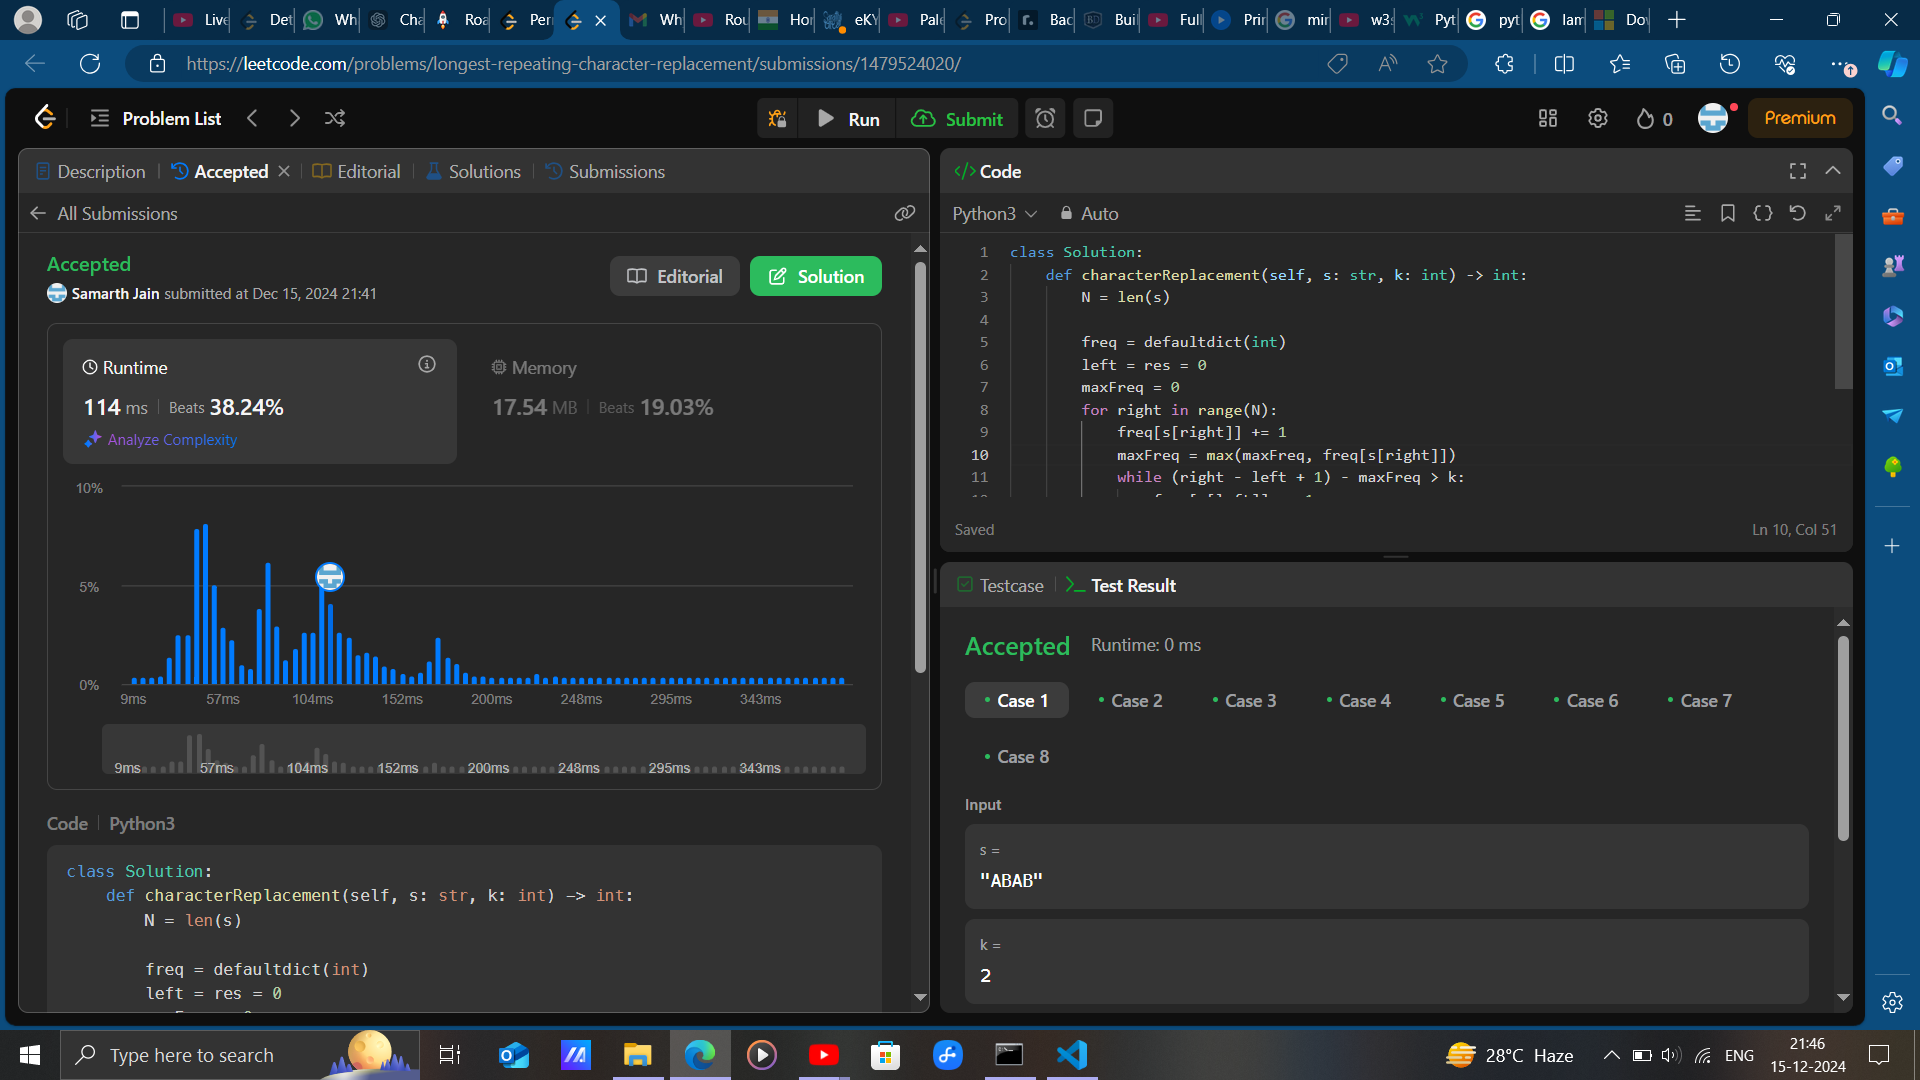 Live
Det
Wh
Cha
Roa
Per
Wh
Rou
Hor
eKY
Pale
Pro
Bac
Buil
Full
Prir
mir
w3s
Pyt
pyt
lam
Dov
https://leetcode.com/problems/longest-repeating-character-replacement/submissions/1479524020/
Problem List
Run
Submit
0
Premium
Description
Accepted
Editorial
Solutions
Submissions
All Submissions
Accepted
Samarth Jain submitted at Dec 15, 2024 21:41
Editorial
Solution
Runtime
114 ms
Beats 38.24%
Analyze Complexity
Memory
17.54 MB
Beats 19.03%
10%
5%
0%
9ms 57ms 104ms 152ms 200ms 248ms 295ms 343ms
9ms 57ms 104ms 152ms 200ms 248ms 295ms 343ms
Code
Python3
class Solution:
def characterReplacement(self, s: str, k: int) -> int:
N = len(s)
freq = defaultdict(int)
left = res = 0
Code
Python3
Auto
1 class Solution:
2 def characterReplacement(self, s: str, k: int) -> int:
3 N = len(s)
4
5 freq = defaultdict(int)
6 left = res = 0
7 maxFreq = 0
8 for right in range(N):
9 freq[s[right]] += 1
10 maxFreq = max(maxFreq, freq[s[right]])
11 while (right - left + 1) - maxFreq > k:
Saved
Ln 10, Col 51
Testcase
Test Result
Accepted
Runtime: 0 ms
Case 1
Case 2
Case 3
Case 4
Case 5
Case 6
Case 7
Case 8
Input
s =
"ABAB"
k =
2
Type here to search
28°C Haze
ENG
21:46
15-12-2024